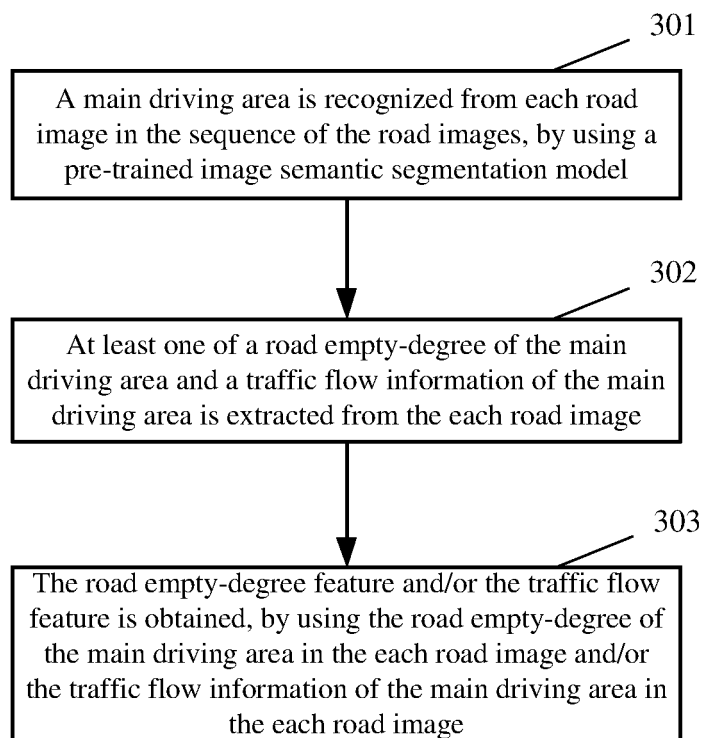 301
A main driving area is recognized from each road
image in the sequence of the road images, by using a
pre-trained image semantic segmentation model
302
At least one of a road empty-degree of the main
driving area and a traffic flow information of the main
driving area is extracted from the each road image
303
The road empty-degree feature and/or the traffic flow
feature is obtained, by using the road empty-degree of
the main driving area in the each road image and/or
the traffic flow information of the main driving area in
the each road image